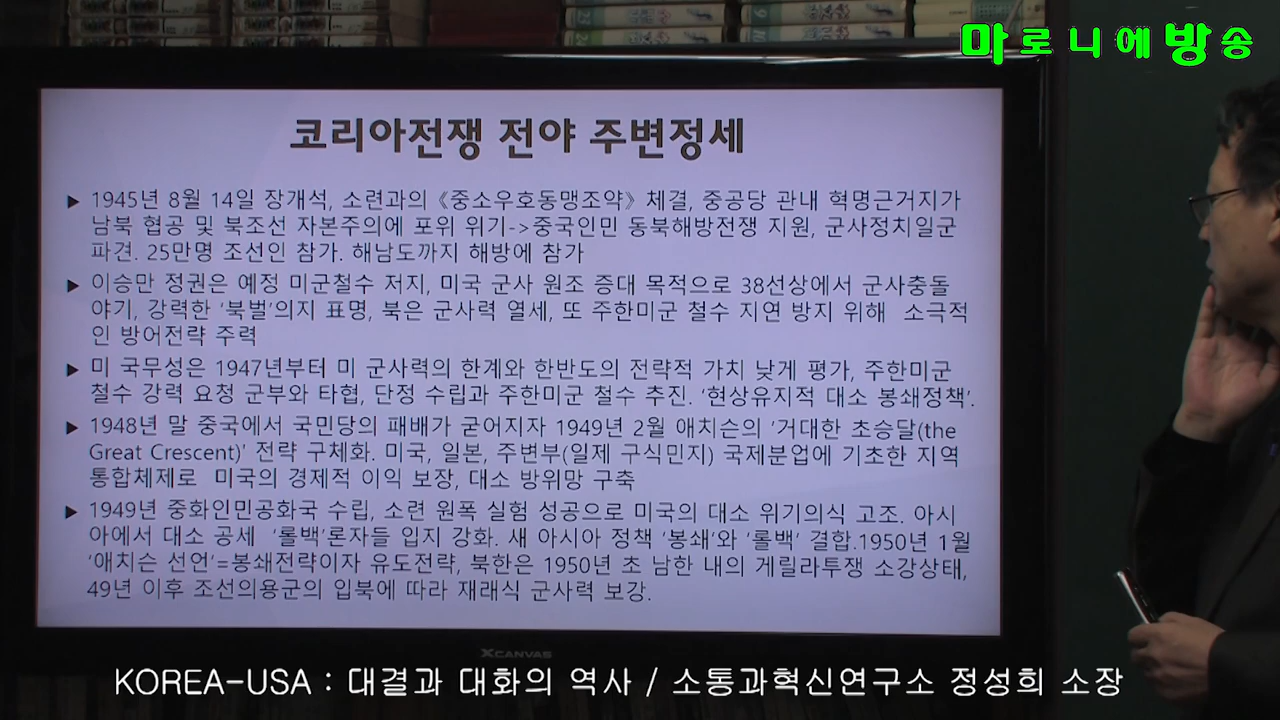 마로니에방송
코리아전쟁 전야 주변정세
▶ 1945년 8월 14일 장개석, 소련과의 《중소우호동맹조약》 체결, 중공당 관내 혁명근거지가
남북 협공 및 북조선 자본주의에 포위 위기->중국인민 동북해방전쟁 지원, 군사정치일군
파견. 25만명 조선인 참가. 해남도까지 해방에 참가
▶ 이승만 정권은 예정 미군철수 저지, 미국 군사 원조 증대 목적으로 38선상에서 군사충돌
야기, 강력한 '북벌'의지 표명, 북은 군사력 열세, 또 주한미군 철수 지연 방지 위해 소극적
인 방어전략 주력
▶ 미 국무성은 1947년부터 미 군사력의 한계와 한반도의 전략적 가치 낮게 평가, 주한미군
철수 강력 요청 군부와 타협, 단정 수립과 주한미군 철수 추진. '현상유지적 대소 봉쇄정책'.
▶ 1948년 말 중국에서 국민당의 패배가 굳어지자 1949년 2월 애치슨의 '거대한 초승달(the
Great Crescent)' 전략 구체화. 미국, 일본, 주변부(일제 구식민지) 국제분업에 기초한 지역
통합체제로 미국의 경제적 이익 보장, 대소 방위망 구축
▶ 1949년 중화인민공화국 수립, 소련 원폭 실험 성공으로 미국의 대소 위기의식 고조. 아시
아에서 대소 공세 '롤백'론자들 입지 강화. 새 아시아 정책 '봉쇄'와 '롤백' 결합.1950년 1월
'애치슨 선언'=봉쇄전략이자 유도전략, 북한은 1950년 초 남한 내의 게릴라투쟁 소강상태,
49년 이후 조선의용군의 입북에 따라 재래식 군사력 보강.
XCANVAS
KOREA-USA : 대결과 대화의 역사 / 소통과혁신연구소 정성희 소장